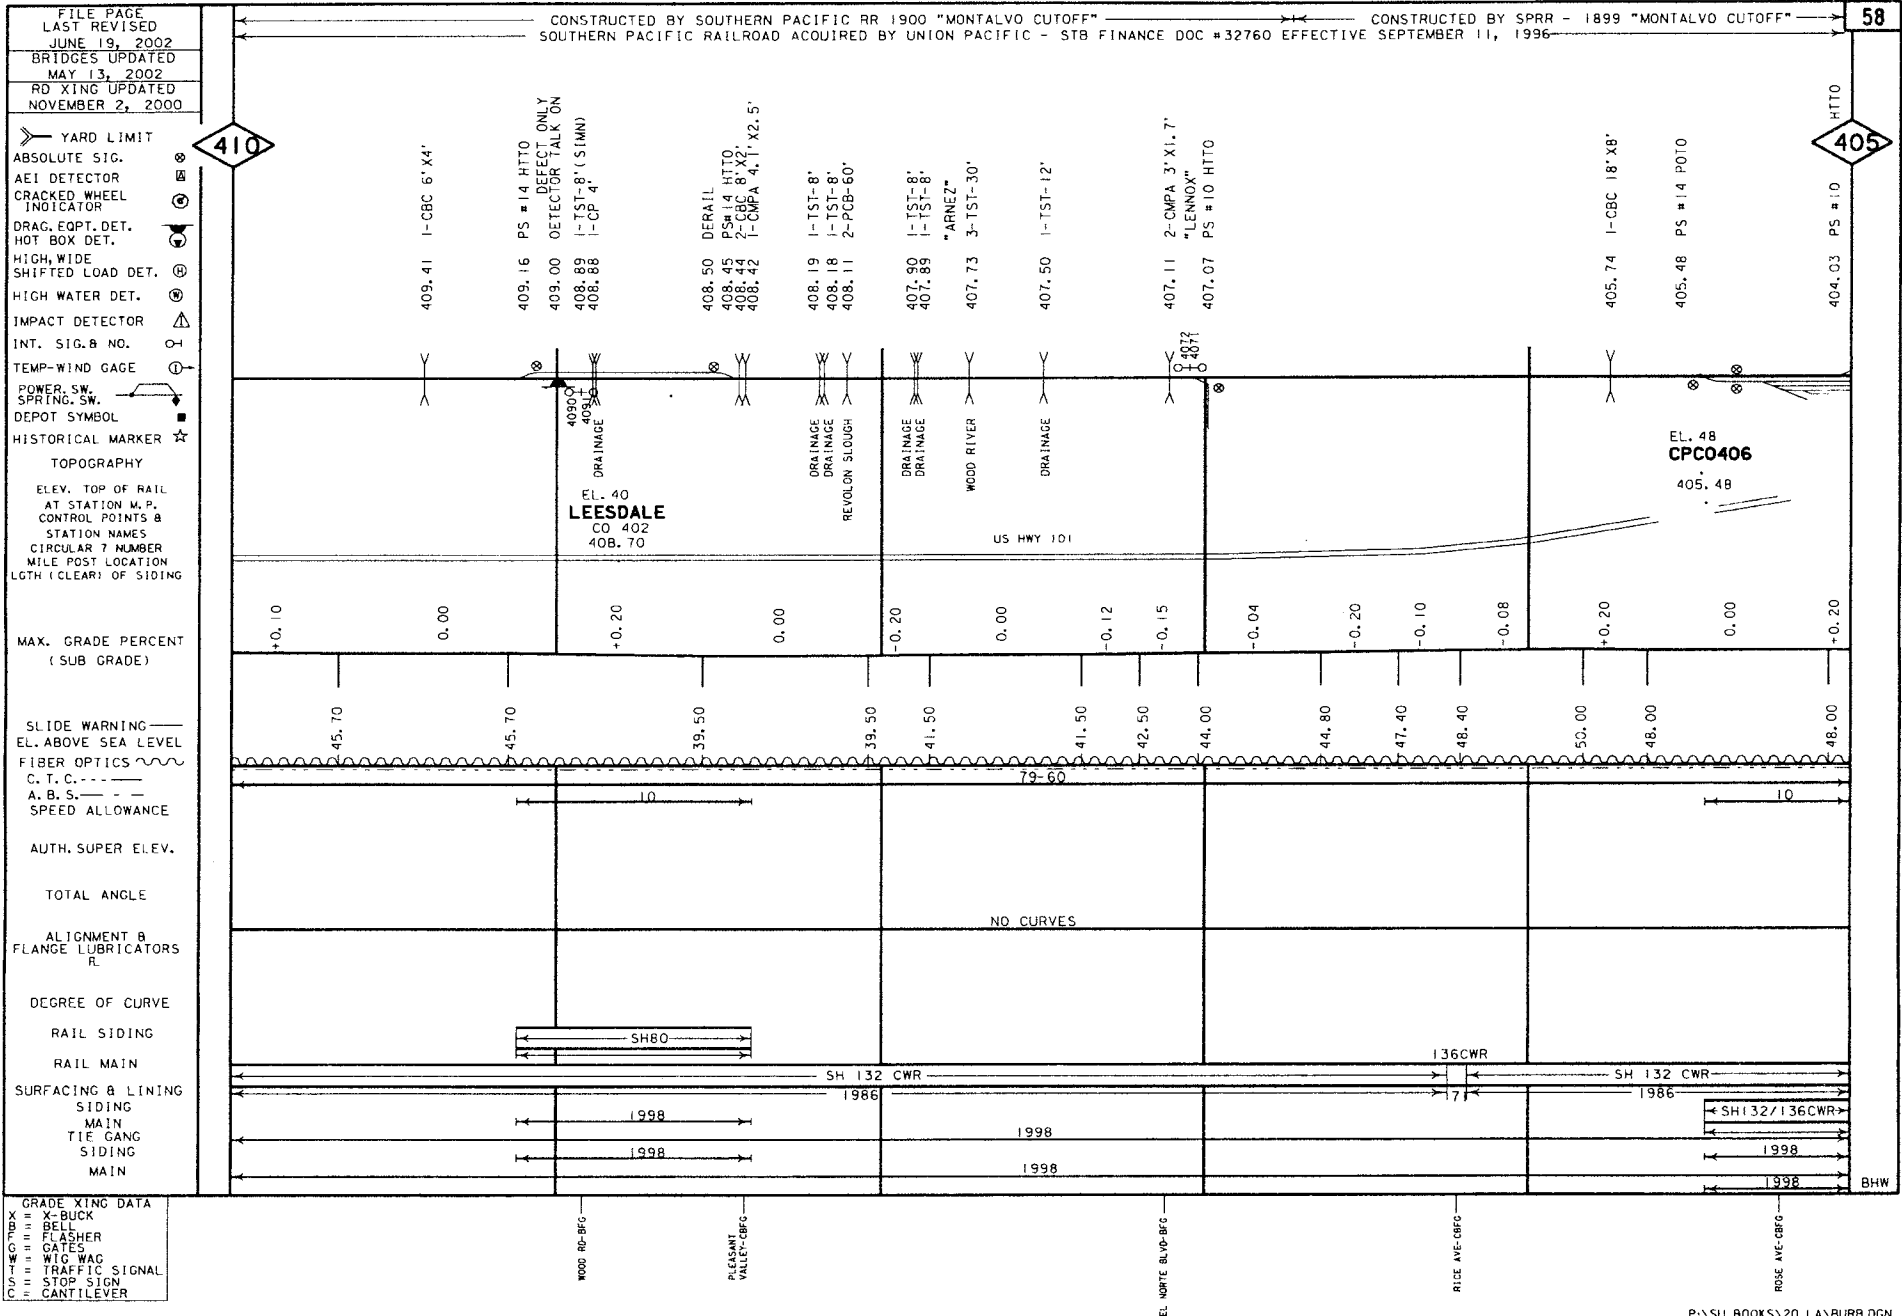 FILE PAGE
LAST REVISED
JUNE 19, 2002
BRIDGES UPDATED
MAY 13, 2002
RD XING UPDATED
NOVEMBER 2, 2000
CONSTRUCTED BY SOUTHERN PACIFIC RR 1900 "MONTALVO CUTOFF"
CONSTRUCTED BY SPRR - 1899 "MONTALVO CUTOFF"
SOUTHERN PACIFIC RAILROAD ACQUIRED BY UNION PACIFIC - STB FINANCE DOC #32760 EFFECTIVE SEPTEMBER 11, 1996
58
410
405
YARD LIMIT
ABSOLUTE SIG.
AEI DETECTOR
CRACKED WHEEL
INDICATOR
DRAG. EQPT. DET.
HOT BOX DET.
HIGH, WIDE
SHIFTED LOAD DET.
HIGH WATER DET.
IMPACT DETECTOR
INT. SIG. & NO.
TEMP-WIND GAGE
POWER. SW.
SPRING. SW.
DEPOT SYMBOL
HISTORICAL MARKER
TOPOGRAPHY
ELEV. TOP OF RAIL
AT STATION M.P.
CONTROL POINTS &
STATION NAMES
CIRCULAR 7 NUMBER
MILE POST LOCATION
LGTH (CLEAR) OF SIDING
409.41 1-CBC 6'X4'
409.16 PS #14 HTTO
DEFECT ONLY
409.00 DETECTOR TALK ON
408.89 1-TST-8' (SIMN)
408.88 1-CP 4'
408.50 DERAIL
408.45 PS#14 HTTO
408.44 2-CBC 8'X2'
408.42 1-CMPA 4.1'X2.5'
408.19 1-TST-8'
408.18 1-TST-8'
408.11 2-PCB-60'
407.90 1-TST-8'
407.89 1-TST-8'
"ARNEZ"
407.73 3-TST-30'
407.50 1-TST-12'
407.11 2-CMPA 3'X1.7'
"LENNOX"
407.07 PS #10 HTTO
405.74 1-CBC 18'X8'
405.48 PS #14 POTO
404.03 PS #10 HTTO
4090
4091
4072
4071
DRAINAGE
DRAINAGE
DRAINAGE
REVOLON SLOUGH
DRAINAGE
DRAINAGE
WOOD RIVER
DRAINAGE
EL. 40
LEESDALE
CO 402
408.70
US HWY 101
EL. 48
CPCO406
405.48
MAX. GRADE PERCENT
(SUB GRADE)
+0.10
0.00
+0.20
0.00
-0.20
0.00
-0.12
-0.15
-0.04
-0.20
-0.10
-0.08
+0.20
0.00
+0.20
SLIDE WARNING
EL. ABOVE SEA LEVEL
45.70
45.70
39.50
39.50
41.50
41.50
42.50
44.00
44.80
47.40
48.40
50.00
48.00
48.00
FIBER OPTICS
C.T.C.
A.B.S.
SPEED ALLOWANCE
79-60
10
10
AUTH. SUPER ELEV.
TOTAL ANGLE
NO CURVES
ALIGNMENT &
FLANGE LUBRICATORS
DEGREE OF CURVE
RAIL SIDING
SH80
RAIL MAIN
136CWR
SH 132 CWR
SH 132 CWR
SURFACING & LINING
1986
71
1986
SIDING
SH132/136CWR
MAIN
1998
TIE GANG
1998
SIDING
1998
1998
MAIN
1998
1998
BHW
GRADE XING DATA
X = X-BUCK
B = BELL
F = FLASHER
G = GATES
W = WIG WAG
T = TRAFFIC SIGNAL
S = STOP SIGN
C = CANTILEVER
WOOD RD-BFG
PLEASANT
VALLEY-CBFG
EL NORTE BLVD-BFG
RICE AVE-CBFG
ROSE AVE-CBFG